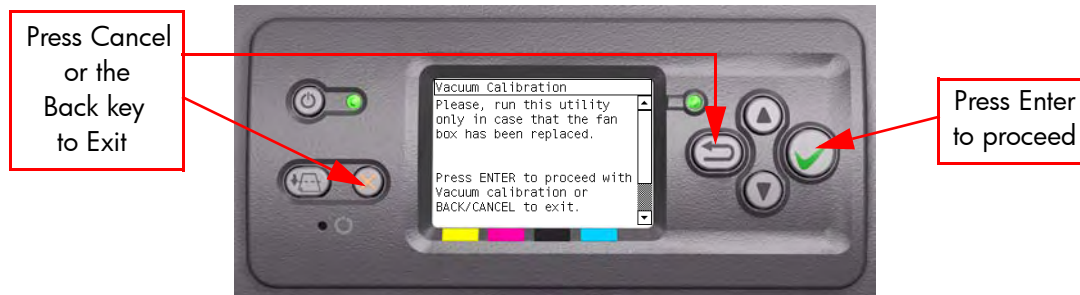 Press Cancel
or the
Back key
to Exit
Vacuum Calibration
Please, run this utility
only in case that the fan
box has been replaced.
Press ENTER to proceed with
Vacuum calibration or
BACK/CANCEL to exit.
Press Enter
to proceed